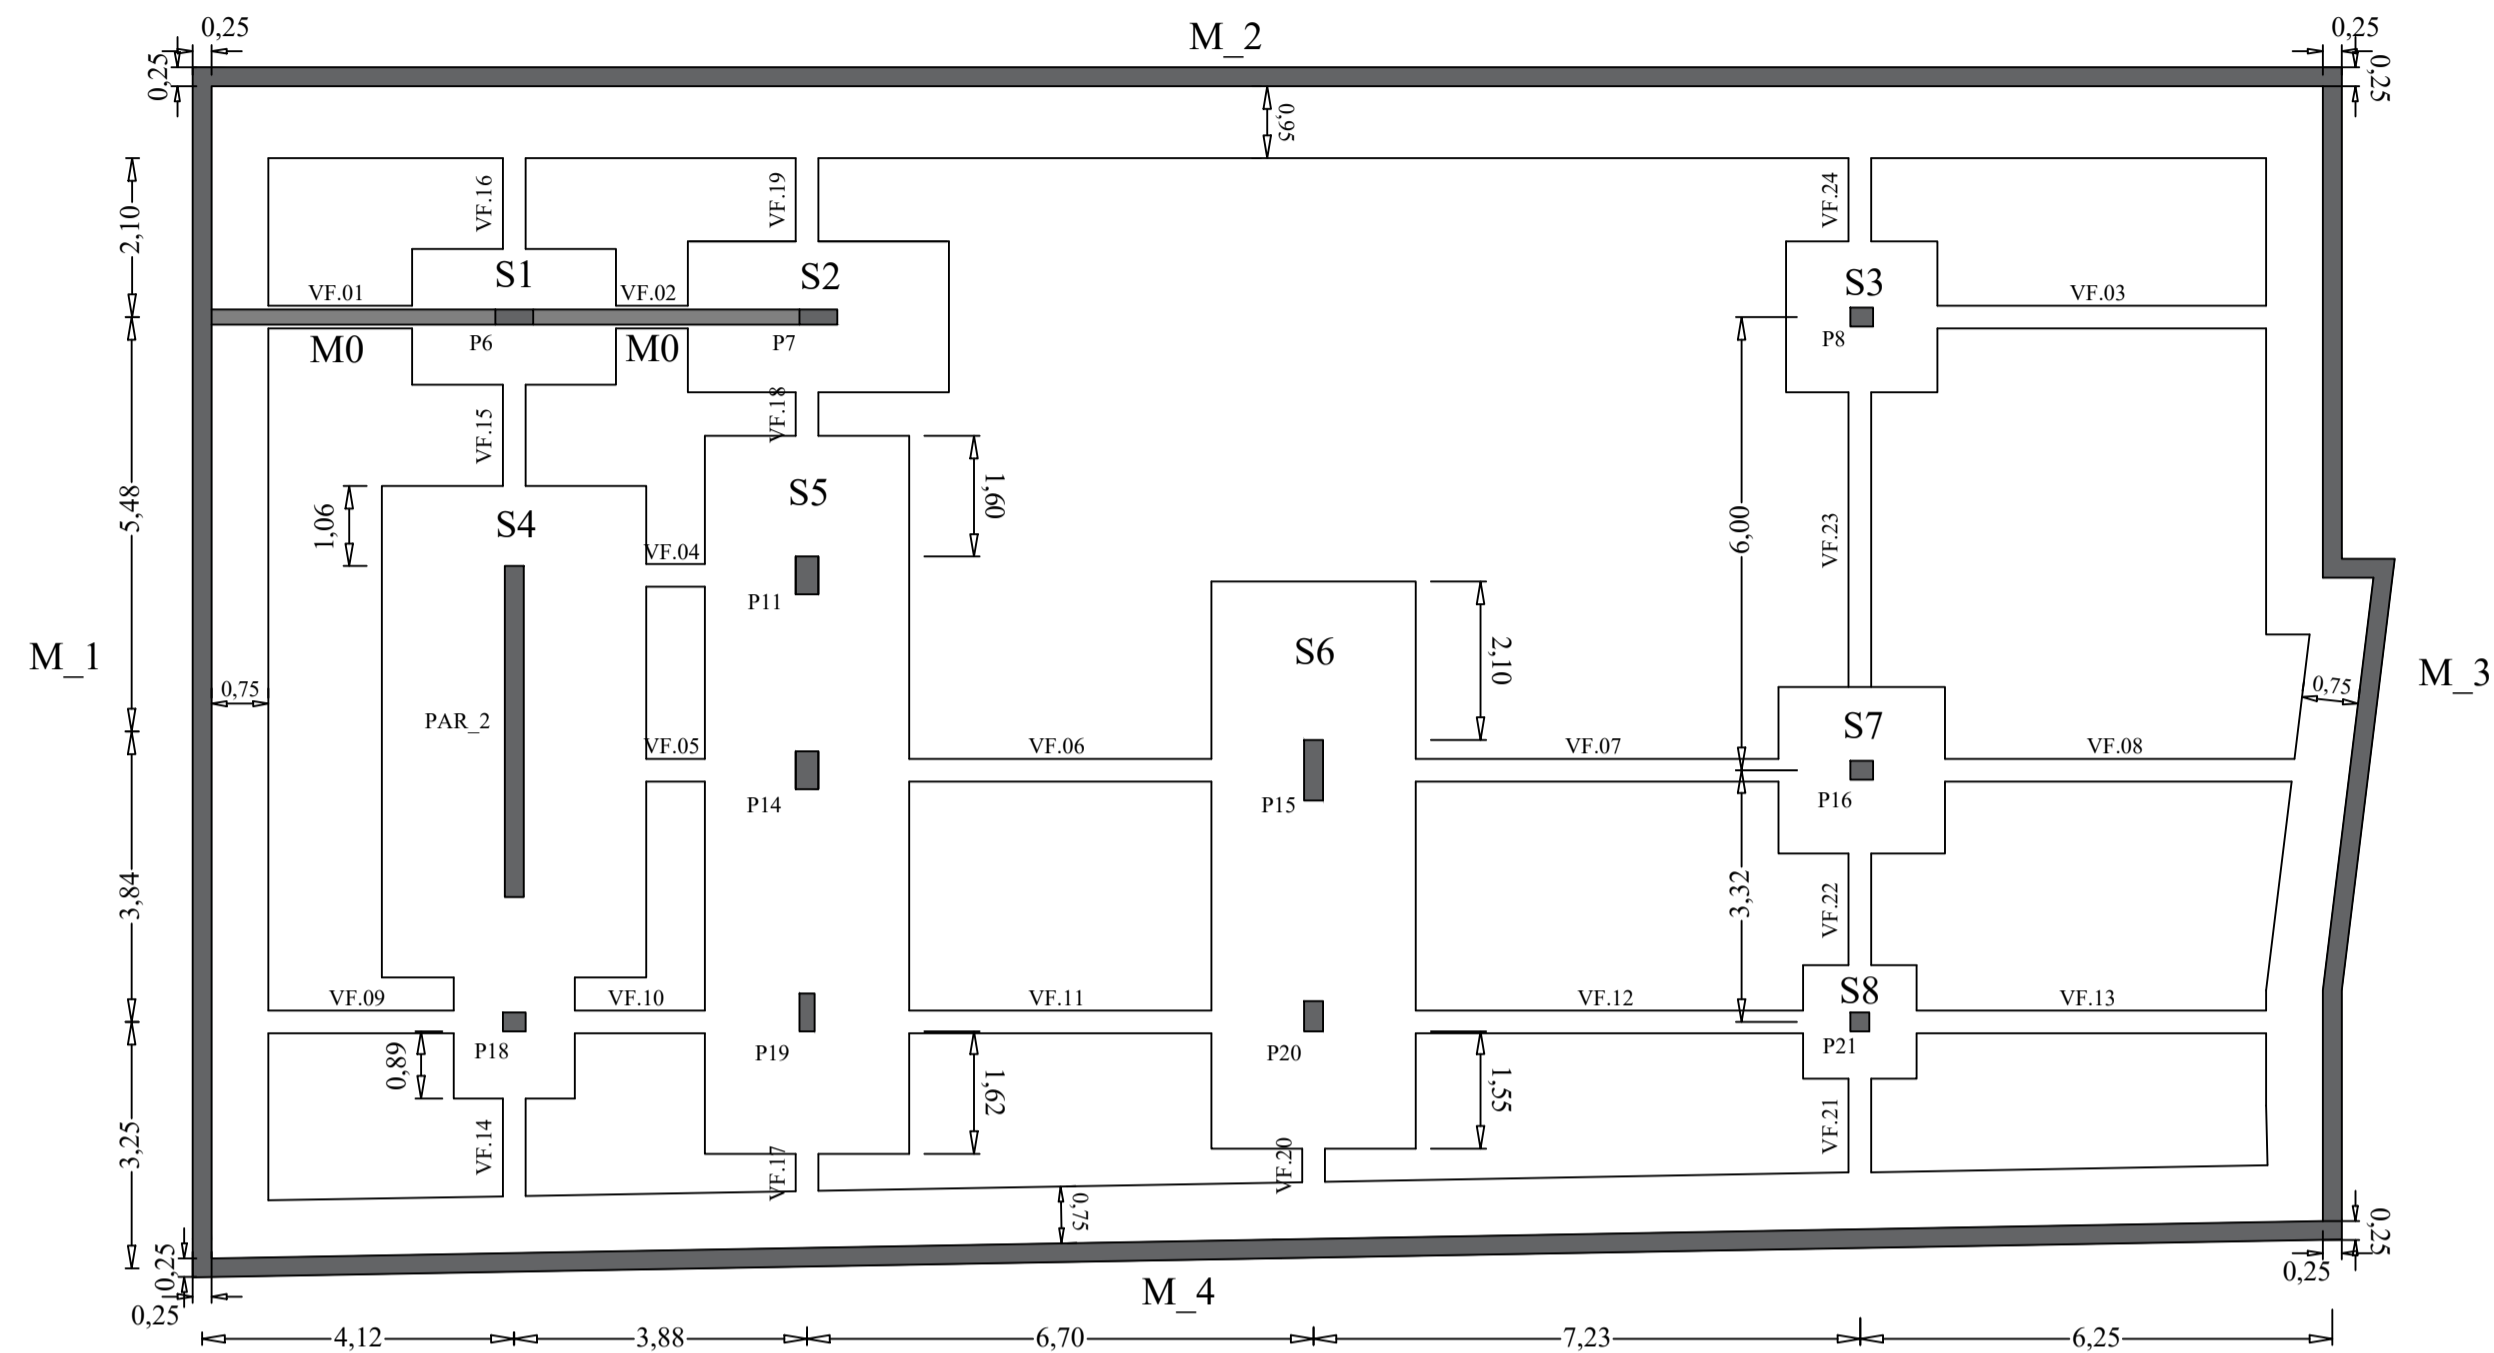 0,25
M_2
0,25
0,25
0,25
0,95
VF.16
VF.19
VF.24
2,10
S1
S2
S3
VF.01
VF.02
VF.03
P6
P7
P8
M0
M0
VF.15
VF.18
5,48
1,06
S4
S5
1,60
6,00
VF.23
VF.04
P11
M_1
S6
2,10
M_3
0,75
0,75
PAR_2
S7
VF.05
VF.06
VF.07
VF.08
P14
P15
P16
3,84
3,32
VF.22
VF.09
VF.10
VF.11
VF.12
S8
VF.13
P18
P19
P20
P21
0,89
1,62
1,55
3,25
VF.14
VF.17
VF.20
VF.21
0,75
0,25
0,25
0,25
0,25
M_4
4,12
3,88
6,70
7,23
6,25